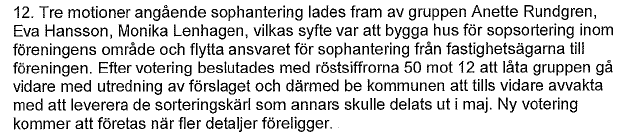 12. Tre motioner angående sophantering lades fram av gruppen Anette Rundgren,
Eva Hansson, Monika Lenhagen, vilkas syfte var att bygga hus för sopsortering inom
föreningens område och flytta ansvaret för sophantering från fastighetsägarna till
föreningen. Efter votering beslutades med röstsiffrorna 50 mot 12 att låta gruppen gå
vidare med utredning av förslaget och därmed be kommunen att tills vidare avvakta
med att leverera de sorteringskärl som annars skulle delats ut i maj. Ny votering
kommer att företas när fler detaljer föreligger.